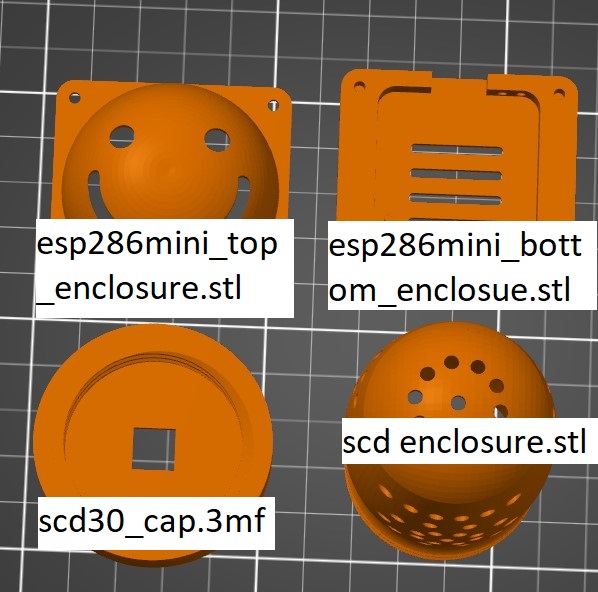 esp286mini_top
_enclosure.stl
esp286mini_bott
om_enclosue.stl
scd enclosure.stl
scd30_cap.3mf